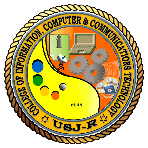 COLLEGE OF INFORMATION, COMPUTER & COMMUNICATIONS TECHNOLOGY
USJ-R